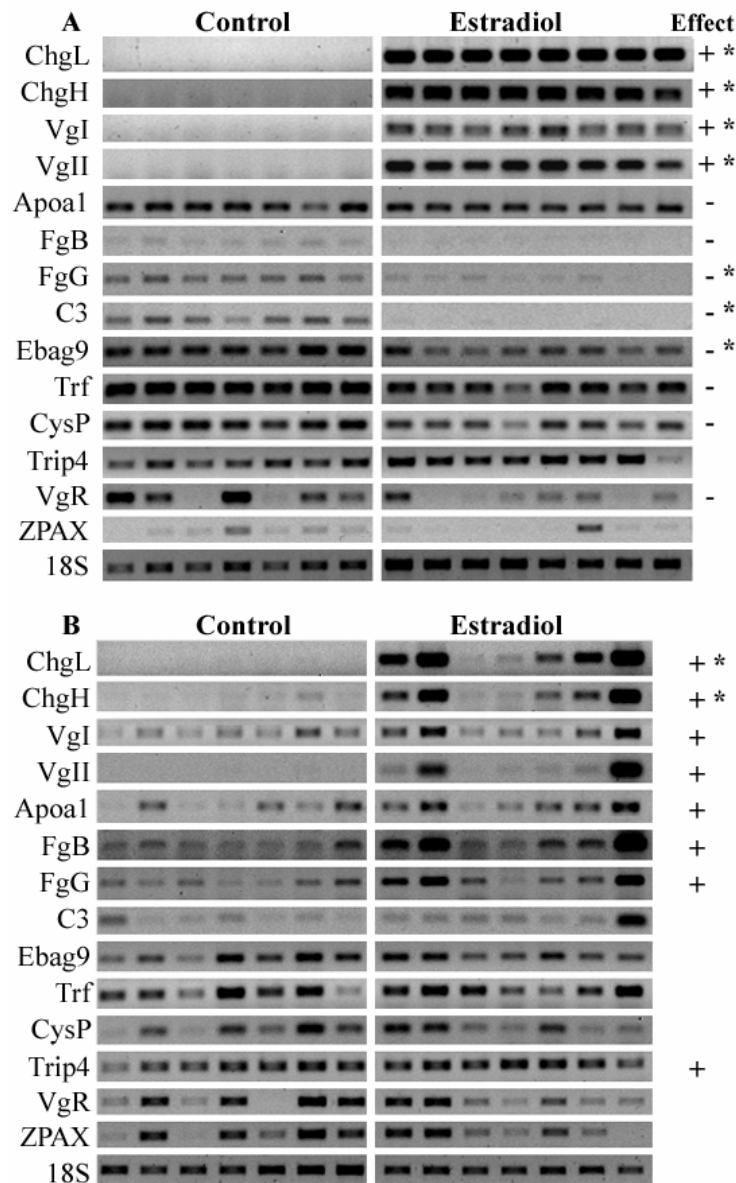 A Control Estradiol Effect
ChgL + *
ChgH + *
VgI + *
VgII + *
Apoa1 -
FgB -
FgG - *
C3 - *
Ebag9 - *
Trf -
CysP -
Trip4
VgR -
ZPAX
18S
B Control Estradiol
ChgL + *
ChgH + *
VgI +
VgII +
Apoa1 +
FgB +
FgG +
C3
Ebag9
Trf
CysP
Trip4 +
VgR
ZPAX
18S